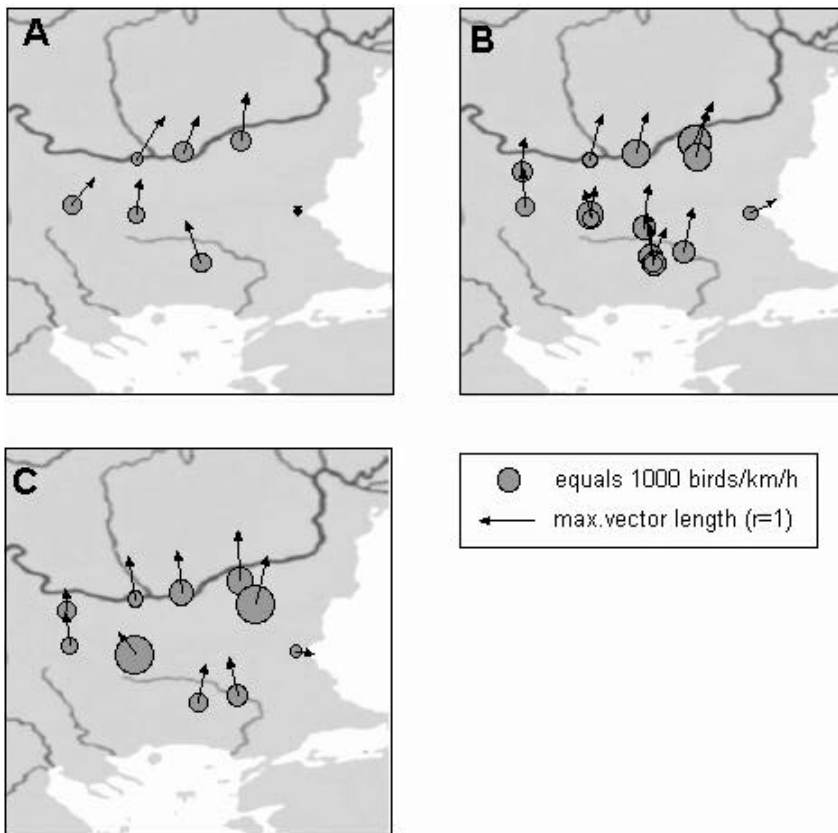 A
B
C
equals 1000 birds/km/h
max.vector length (r=1)